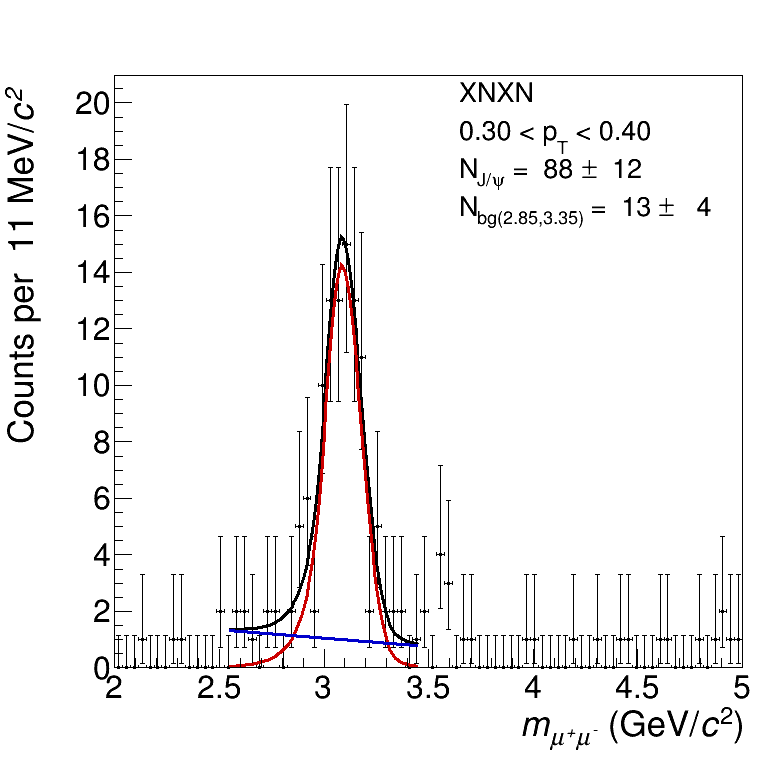 XNXN
0.30 < p_T < 0.40
N_J/ψ = 88 ± 12
N_bg(2.85,3.35) = 13 ± 4
Counts per 11 MeV/c²
20
18
16
14
12
10
8
6
4
2
0
2 2.5 3 3.5 4 4.5 5
m_μ⁺μ⁻ (GeV/c²)